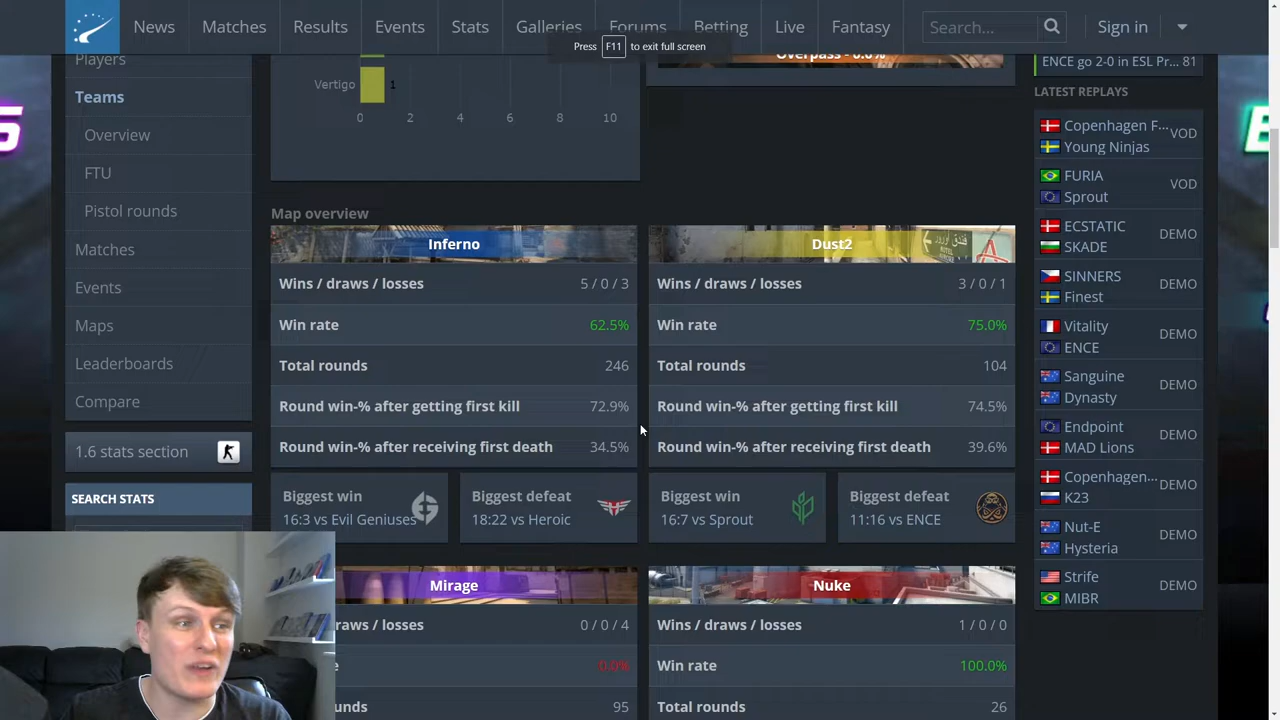 News Matches Results Events Stats Galleries Forums Betting Live Fantasy Search... Sign in
Press F11 to exit full screen
Players
Teams
Overview
FTU
Pistol rounds
Matches
Events
Maps
Leaderboards
Compare
1.6 stats section
SEARCH STATS
Vertigo 1
0 2 4 6 8 10
Overpass - 0.0%
Map overview
Inferno
Wins / draws / losses 5 / 0 / 3
Win rate 62.5%
Total rounds 246
Round win-% after getting first kill 72.9%
Round win-% after receiving first death 34.5%
Biggest win
16:3 vs Evil Geniuses
Biggest defeat
18:22 vs Heroic
Dust2
Wins / draws / losses 3 / 0 / 1
Win rate 75.0%
Total rounds 104
Round win-% after getting first kill 74.5%
Round win-% after receiving first death 39.6%
Biggest win
16:7 vs Sprout
Biggest defeat
11:16 vs ENCE
Mirage
raws / losses 0 / 0 / 4
e 0.0%
unds 95
Nuke
Wins / draws / losses 1 / 0 / 0
Win rate 100.0%
Total rounds 26
ENCE go 2-0 in ESL Pr... 81
LATEST REPLAYS
Copenhagen F...
Young Ninjas
VOD
FURIA
Sprout
VOD
ECSTATIC
SKADE
DEMO
SINNERS
Finest
DEMO
Vitality
ENCE
DEMO
Sanguine
Dynasty
DEMO
Endpoint
MAD Lions
DEMO
Copenhagen...
K23
DEMO
Nut-E
Hysteria
DEMO
Strife
MIBR
DEMO